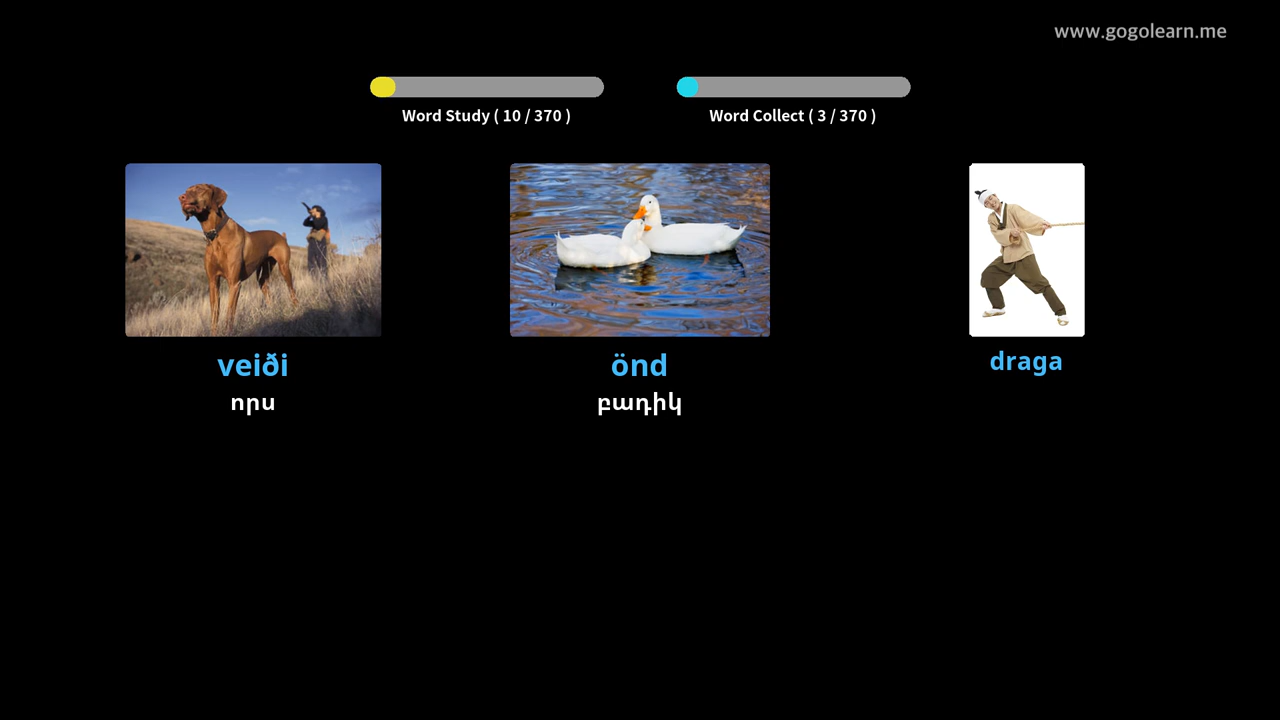 www.gogolearn.me
Word Study ( 10 / 370 )
Word Collect ( 3 / 370 )
veiði
önd
draga
որս
բադիկ